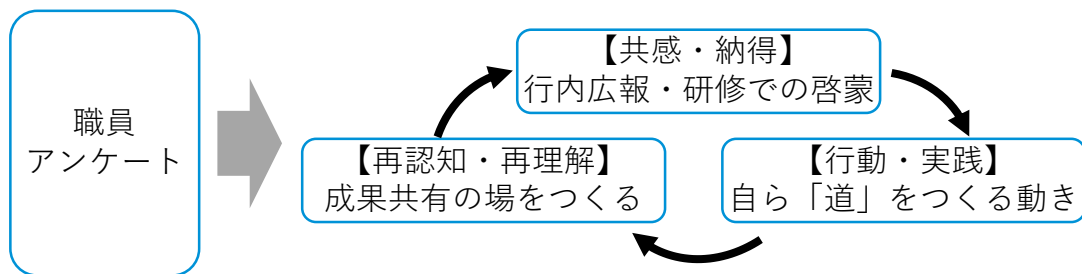 職員
アンケート
【共感・納得】
行内広報・研修での啓蒙
【再認知・再理解】
成果共有の場をつくる
【行動・実践】
自ら「道」をつくる動き